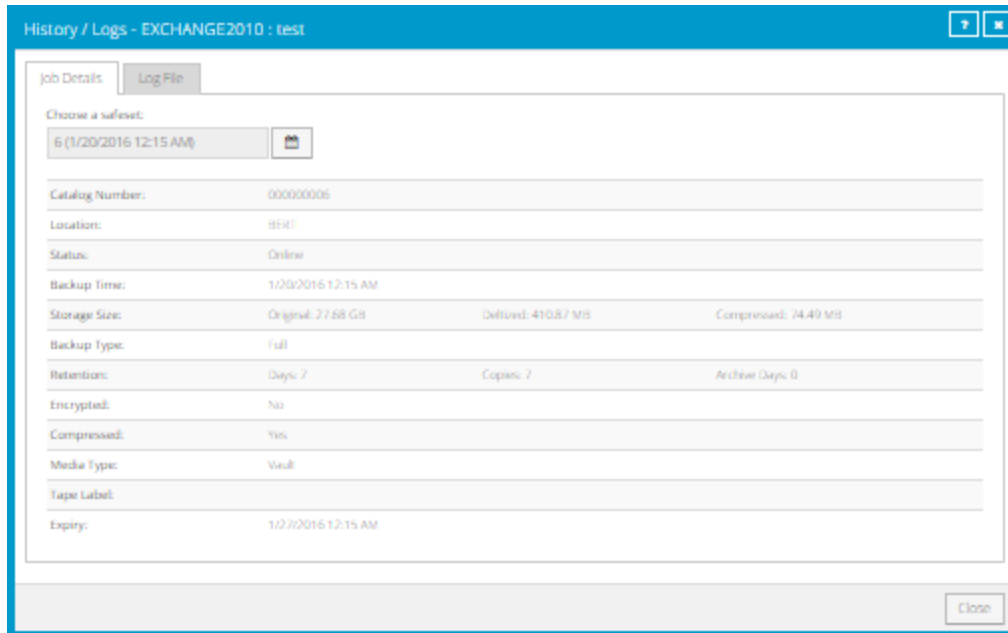 History / Logs - EXCHANGE2010 : test
Job Details Log File
Choose a safeset:
6 (1/20/2016 12:15 AM)
Catalog Number: 000000006
Location: BERT
Status: Online
Backup Time: 1/20/2016 12:15 AM
Storage Size: Original: 27.68 GB Deltized: 410.87 MB Compressed: 74.49 MB
Backup Type: Full
Retention: Days: 7 Copies: 7 Archive Days: 0
Encrypted: No
Compressed: Yes
Media Type: Vault
Tape Label:
Expiry: 1/27/2016 12:15 AM
Close